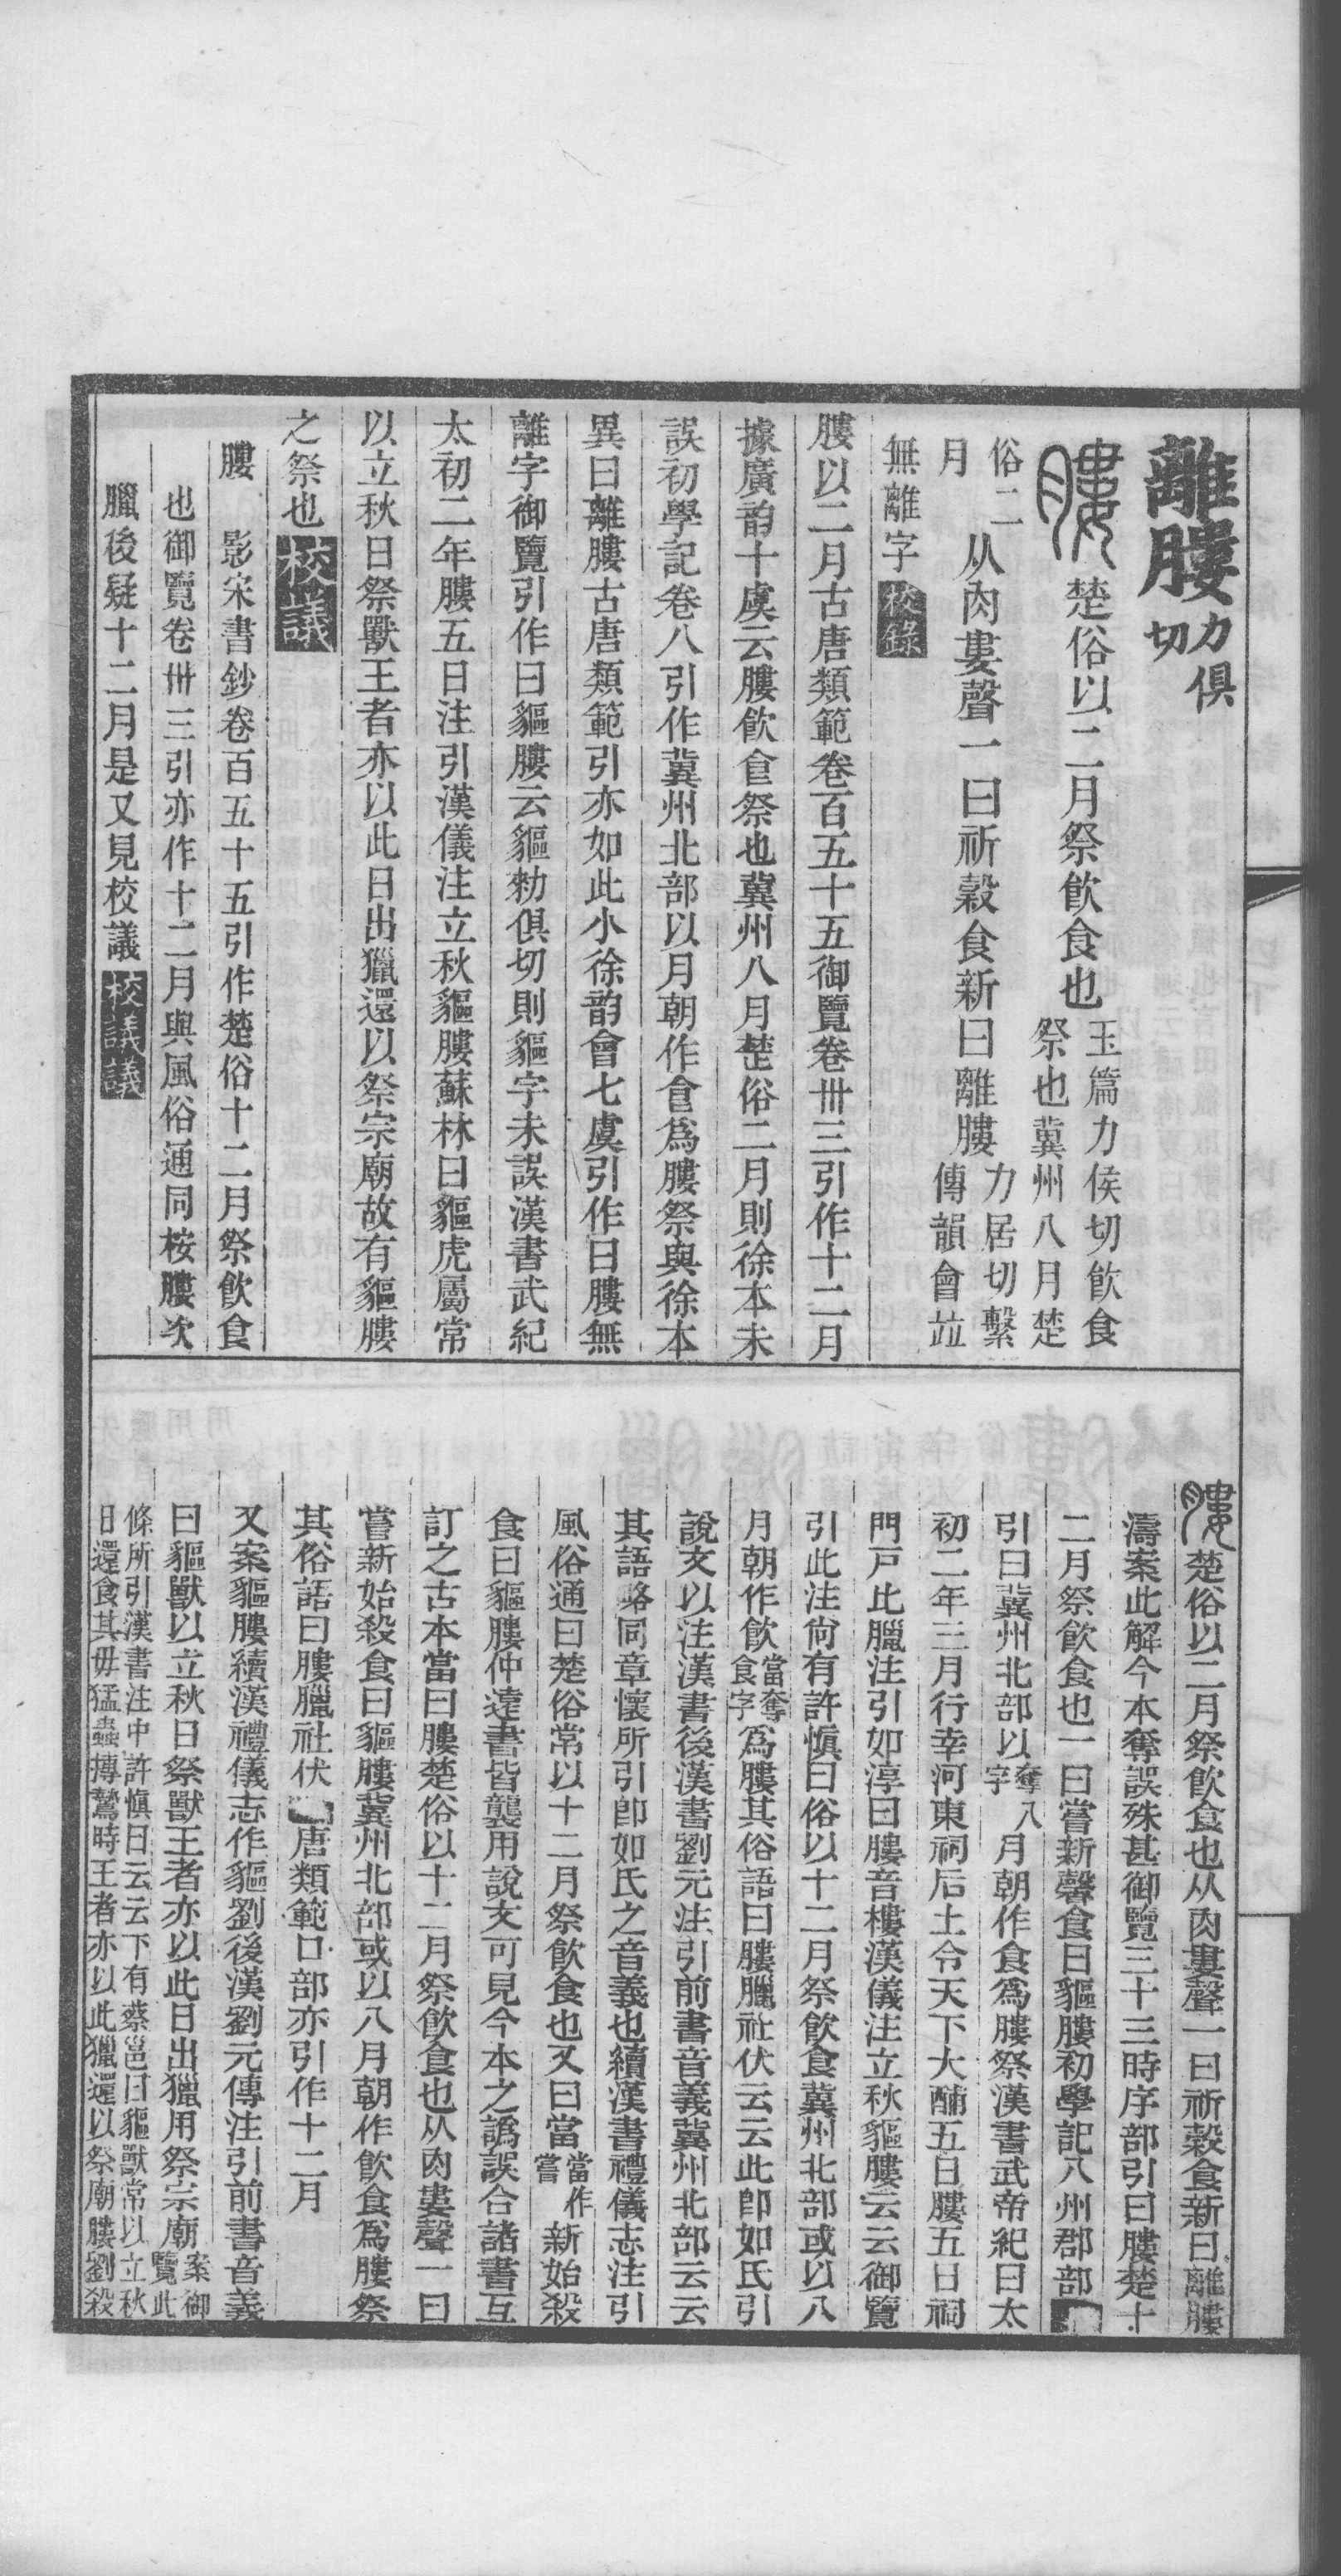 離膢力俱切
膢楚俗以二月祭飲食也玉篇力侯切飲食祭也冀州八月楚
俗二月从肉婁聲一曰祈穀食新曰離膢力居切繫傳韻會竝
無離字校錄
膢以二月古唐類範卷百五十五御覽卷卅三引作十二月
據廣韵十虞云膢飲食祭也冀州八月楚俗二月則徐本未
誤初學記卷八引作冀州北部以月朝作食爲膢祭與徐本
異曰離膢古唐類範引亦如此小徐韵會七虞引作曰膢無
離字御覽引作曰貙膢云貙勑俱切則貙字未誤漢書武紀
太初二年膢五日注引漢儀注立秋貙膢蘇林曰貙虎屬常
以立秋日祭獸王者亦以此日出獵還以祭宗廟故有貙膢
之祭也校議
膢 影宋書鈔卷百五十五引作楚俗十二月祭飲食
也御覽卷卅三引亦作十二月與風俗通同桉膢次
臘後疑十二月是又見校議校議議
膢楚俗以二月祭飲食也从肉婁聲一曰祈穀食新曰離膢
濤案此解今本奪誤殊甚御覽三十三時序部引曰膢楚十
二月祭飲食也一曰嘗新馨食曰貙膢初學記八州郡部
引曰冀州北部以奪八字月朝作食爲膢祭漢書武帝紀曰太
初二年三月行幸河東祠后土令天下大酺五日膢五日祠
門戶比臘注引如淳曰膢音樓漢儀注立秋貙膢云云御覽
引此注尙有許愼曰俗以十二月祭飲食冀州北部或以八
月朝作飲當奪食字爲膢其俗語曰膢臘社伏云云此卽如氏引
說文以注漢書後漢書劉元注引前書音義冀州北部云云
其語略同章懷所引卽如氏之音義也續漢書禮儀志注引
風俗通曰楚俗常以十二月祭飲食也又曰當當作嘗新始殺
食曰貙膢仲遠書皆襲用說文可見今本之譌誤合諸書互
訂之古本當曰膢楚俗以十二月祭飲食也从肉婁聲一曰
嘗新始殺食曰貙膢冀州北部或以八月朝作飲食爲膢祭
其俗語曰膢臘社伏 唐類範口部亦引作十二月
又案貙膢續漢禮儀志作貙劉後漢劉元傳注引前書音義
曰貙獸以立秋日祭獸王者亦以此日出獵用祭宗廟案御覽此
條所引漢書注中許愼曰云云下有蔡邕曰貙獸常以立秋
日還食其毋猛蟲搏鷙時王者亦以此獵還以祭廟膢劉殺